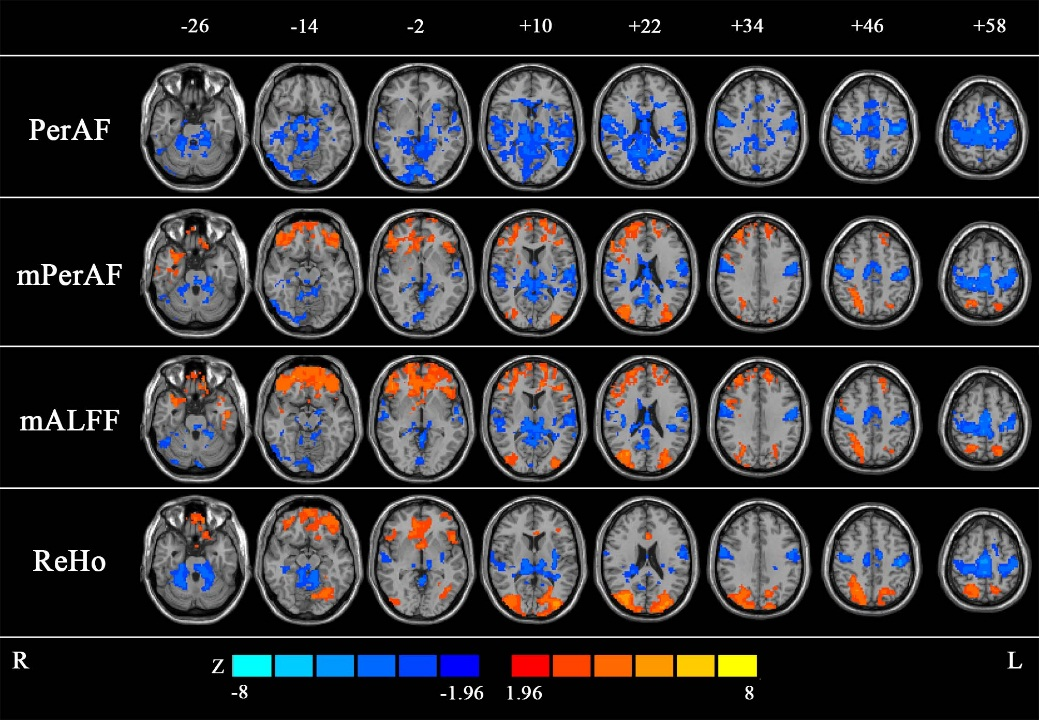 -26 -14 -2 +10 +22 +34 +46 +58
PerAF
mPerAF
mALFF
ReHo
R Z L
-8 -1.96 1.96 8